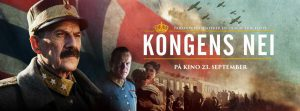 KONGENS NEI
PÅ KINO 23. SEPTEMBER